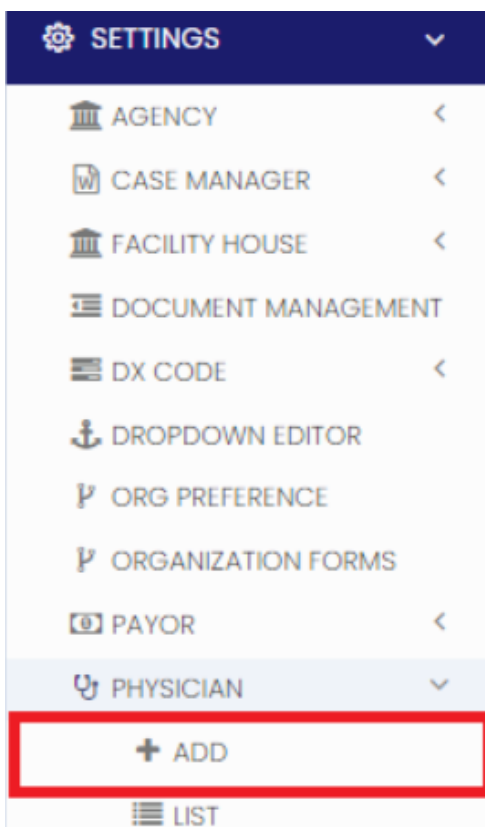 SETTINGS
AGENCY
CASE MANAGER
FACILITY HOUSE
DOCUMENT MANAGEMENT
DX CODE
DROPDOWN EDITOR
ORG PREFERENCE
ORGANIZATION FORMS
PAYOR
PHYSICIAN
ADD
LIST